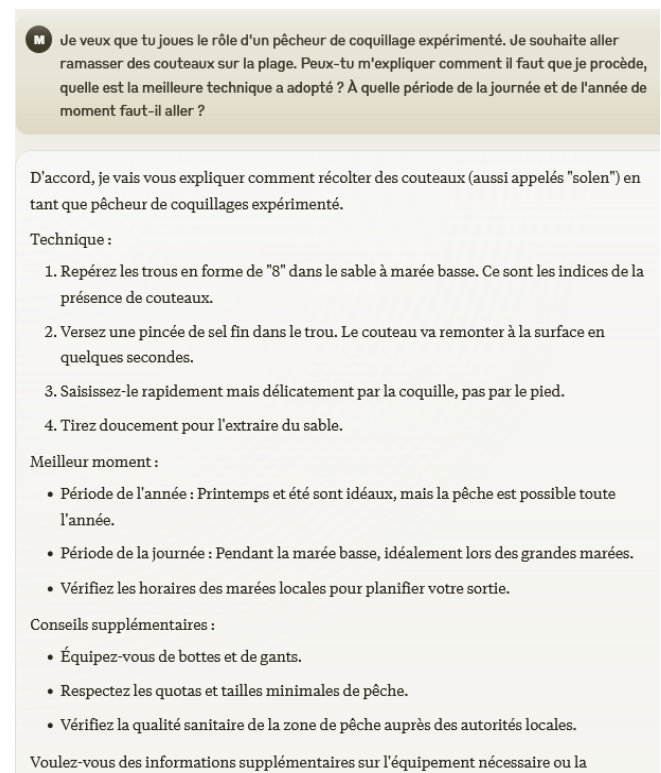 M
Je veux que tu joues le rôle d'un pêcheur de coquillage expérimenté. Je souhaite aller
ramasser des couteaux sur la plage. Peux-tu m'expliquer comment il faut que je procède,
quelle est la meilleure technique a adopté ? À quelle période de la journée et de l'année de
moment faut-il aller ?
D'accord, je vais vous expliquer comment récolter des couteaux (aussi appelés "solen") en
tant que pêcheur de coquillages expérimenté.
Technique :
1. Repérez les trous en forme de "8" dans le sable à marée basse. Ce sont les indices de la
présence de couteaux.
2. Versez une pincée de sel fin dans le trou. Le couteau va remonter à la surface en
quelques secondes.
3. Saisissez-le rapidement mais délicatement par la coquille, pas par le pied.
4. Tirez doucement pour l'extraire du sable.
Meilleur moment :
• Période de l'année : Printemps et été sont idéaux, mais la pêche est possible toute
l'année.
• Période de la journée : Pendant la marée basse, idéalement lors des grandes marées.
• Vérifiez les horaires des marées locales pour planifier votre sortie.
Conseils supplémentaires :
• Équipez-vous de bottes et de gants.
• Respectez les quotas et tailles minimales de pêche.
• Vérifiez la qualité sanitaire de la zone de pêche auprès des autorités locales.
Voulez-vous des informations supplémentaires sur l'équipement nécessaire ou la